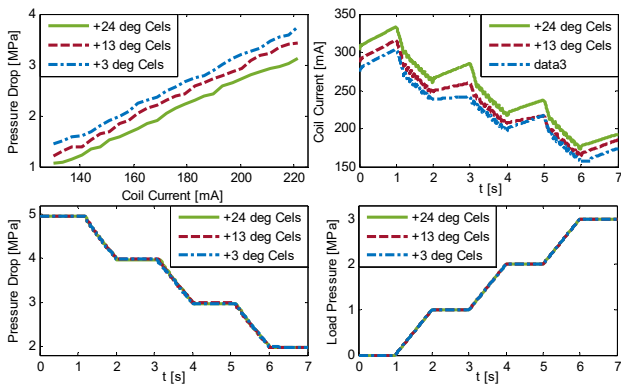 4
3
2
1
Pressure Drop [MPa]
+24 deg Cels
+13 deg Cels
+3 deg Cels
140 160 180 200 220
Coil Current [mA]
350
300
250
200
150
Coil Current [mA]
+24 deg Cels
+13 deg Cels
data3
0 1 2 3 4 5 6 7
t [s]
5
4
3
2
Pressure Drop [MPa]
+24 deg Cels
+13 deg Cels
+3 deg Cels
0 1 2 3 4 5 6 7
t [s]
3
2
1
0
Load Pressure [MPa]
+24 deg Cels
+13 deg Cels
+3 deg Cels
0 1 2 3 4 5 6 7
t [s]